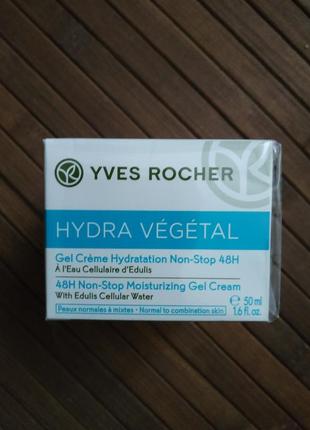 YVES ROCHER
HYDRA VÉGÉTAL
Gel Crème Hydratation Non-Stop 48H
À l'Eau Cellulaire d'Edulis
48H Non-Stop Moisturizing Gel Cream
With Edulis Cellular Water
℮ 50 ml
Peaux normales à mixtes • Normal to combination skin
1.6 fl. oz.